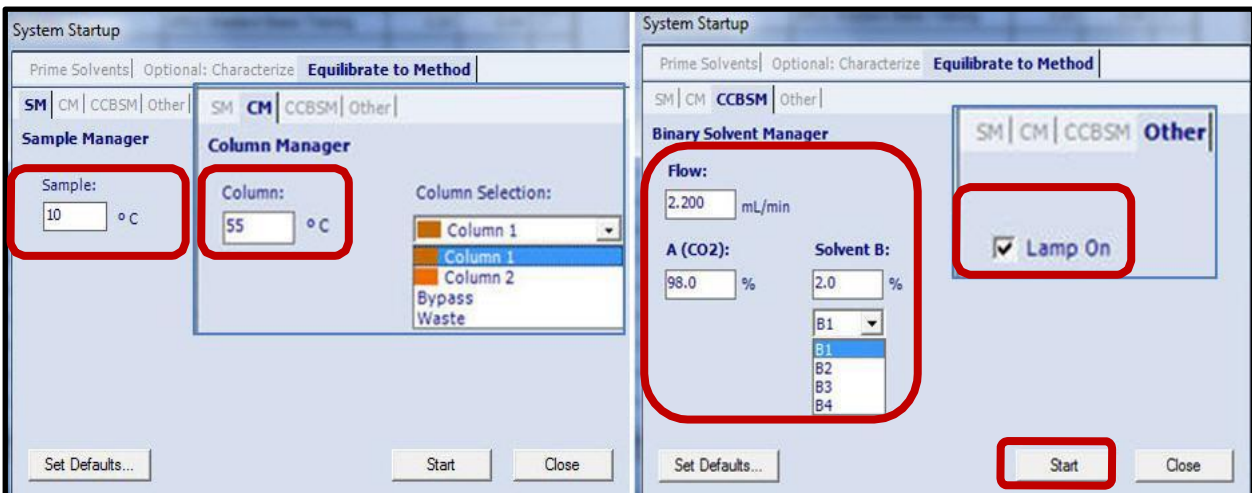 System Startup
Prime Solvents Optional: Characterize Equilibrate to Method
SM CM CCBSM Other
Sample Manager
Sample:
10 °C
SM CM CCBSM Other
Column Manager
Column:
55 °C
Column Selection:
Column 1
Column 1
Column 2
Bypass
Waste
Set Defaults...
Start
Close
System Startup
Prime Solvents Optional: Characterize Equilibrate to Method
SM CM CCBSM Other
Binary Solvent Manager
Flow:
2.200 mL/min
A (CO2): Solvent B:
98.0 % 2.0 %
B1
B1
B2
B3
B4
SM CM CCBSM Other
Lamp On
Set Defaults...
Start
Close